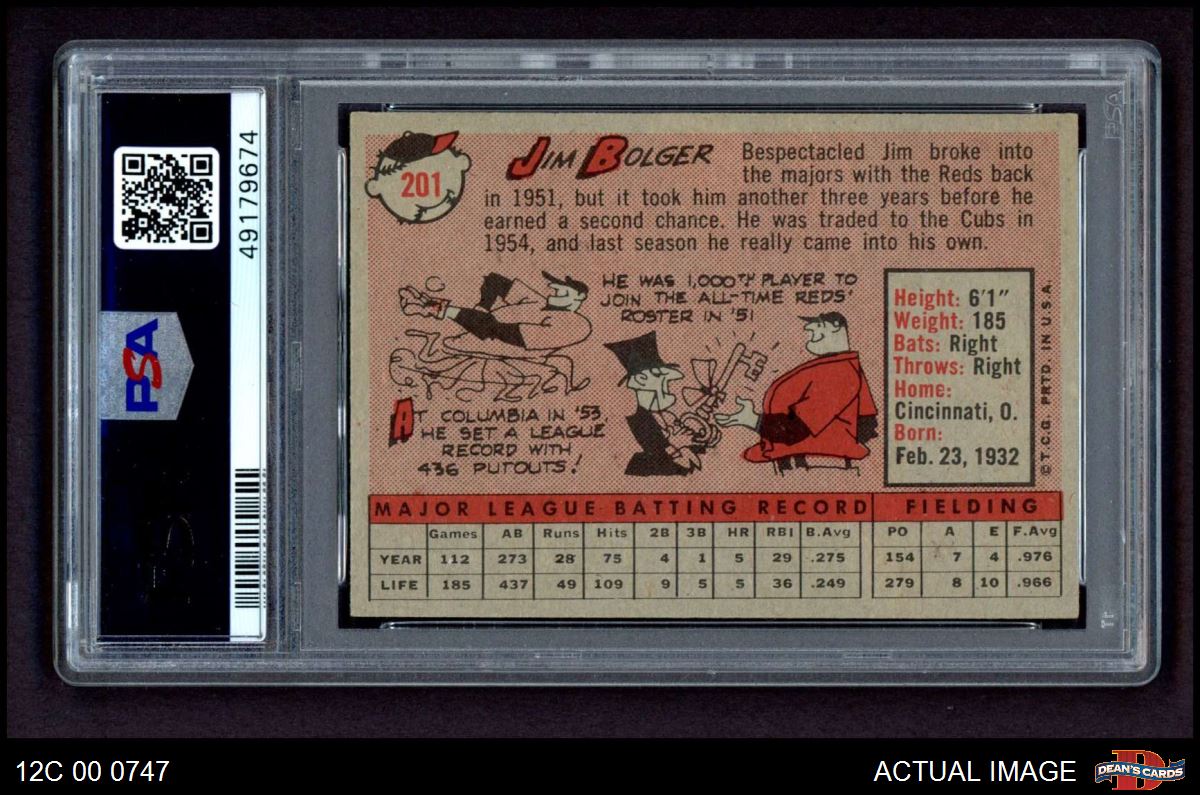 49179674
PSA
201
JIM BOLGER
Bespectacled Jim broke into
the majors with the Reds back
in 1951, but it took him another three years before he
earned a second chance. He was traded to the Cubs in
1954, and last season he really came into his own.
HE WAS 1,000TH PLAYER TO
JOIN THE ALL-TIME REDS'
ROSTER IN '51
AT COLUMBIA IN '53,
HE SET A LEAGUE
RECORD WITH
436 PUTOUTS!
Height: 6'1"
Weight: 185
Bats: Right
Throws: Right
Home:
Cincinnati, O.
Born:
Feb. 23, 1932
© T.C.G. PRTD. IN U.S.A.
MAJOR LEAGUE BATTING RECORD FIELDING
Games AB Runs Hits 2B 3B HR RBI B.Avg PO A E F.Avg
YEAR 112 273 28 75 4 1 5 29 .275 154 7 4 .976
LIFE 185 437 49 109 9 5 5 36 .249 279 8 10 .966
PSA
12C 00 0747
ACTUAL IMAGE
DEAN'S CARDS